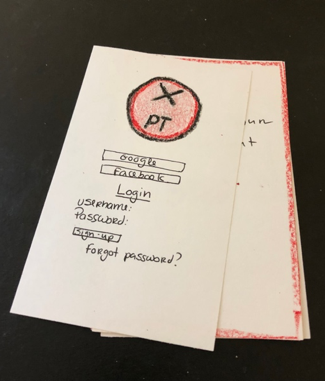 X
PT
Google
Facebook
Login
username:
Password:
Sign-up
Forgot password?